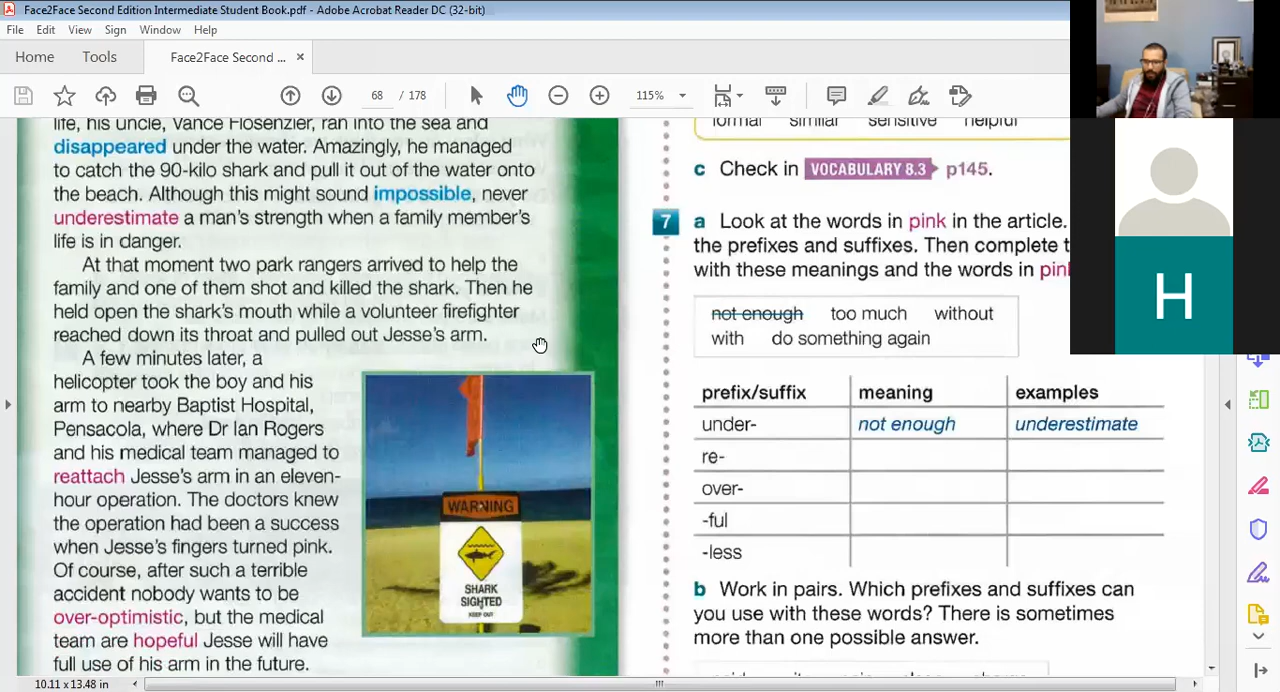 Face2Face Second Edition Intermediate Student Book.pdf - Adobe Acrobat Reader DC (32-bit)
File Edit View Sign Window Help
Home Tools Face2Face Second ... ×
68 / 178 115%
life, his uncle, Vance Flosenzier, ran into the sea and
disappeared under the water. Amazingly, he managed
to catch the 90-kilo shark and pull it out of the water onto
the beach. Although this might sound impossible, never
underestimate a man's strength when a family member's
life is in danger.
At that moment two park rangers arrived to help the
family and one of them shot and killed the shark. Then he
held open the shark's mouth while a volunteer firefighter
reached down its throat and pulled out Jesse's arm.
A few minutes later, a
helicopter took the boy and his
arm to nearby Baptist Hospital,
Pensacola, where Dr Ian Rogers
and his medical team managed to
reattach Jesse's arm in an eleven-
hour operation. The doctors knew
the operation had been a success
when Jesse's fingers turned pink.
Of course, after such a terrible
accident nobody wants to be
over-optimistic, but the medical
team are hopeful Jesse will have
full use of his arm in the future.
WARNING
SHARK
SIGHTED
KEEP OUT
formal similar sensitive helpful
c Check in VOCABULARY 8.3 p145.
7 a Look at the words in pink in the article.
the prefixes and suffixes. Then complete t
with these meanings and the words in pink
not enough too much without
with do something again
prefix/suffix meaning examples
under- not enough underestimate
re-
over-
-ful
-less
b Work in pairs. Which prefixes and suffixes can
you use with these words? There is sometimes
more than one possible answer.
H
10.11 x 13.48 in